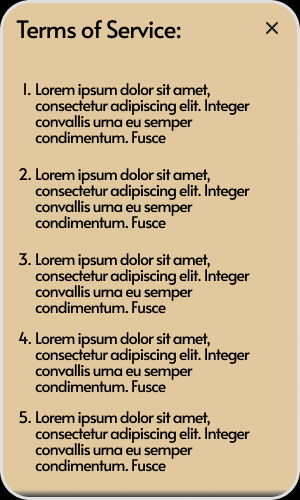 Terms of Service:
1. Lorem ipsum dolor sit amet,
consectetur adipiscing elit. Integer
convallis urna eu semper
condimentum. Fusce
2. Lorem ipsum dolor sit amet,
consectetur adipiscing elit. Integer
convallis urna eu semper
condimentum. Fusce
3. Lorem ipsum dolor sit amet,
consectetur adipiscing elit. Integer
convallis urna eu semper
condimentum. Fusce
4. Lorem ipsum dolor sit amet,
consectetur adipiscing elit. Integer
convallis urna eu semper
condimentum. Fusce
5. Lorem ipsum dolor sit amet,
consectetur adipiscing elit. Integer
convallis urna eu semper
condimentum. Fusce